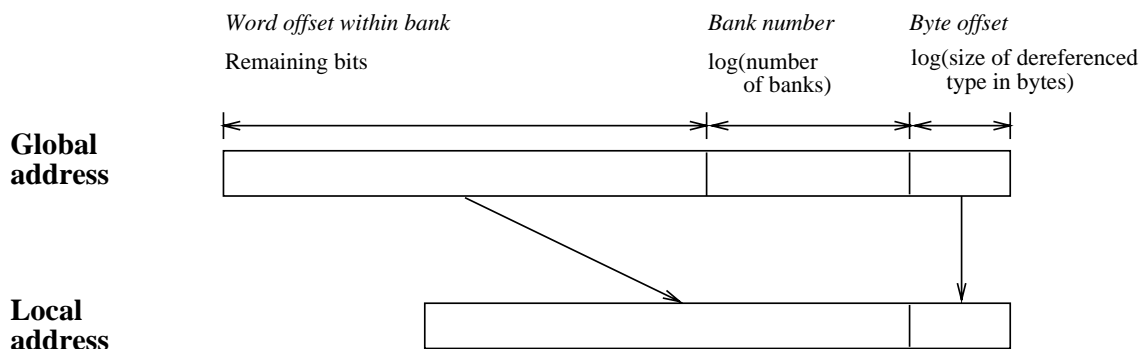 Word offset within bank
Bank number
Byte offset
Remaining bits
log(number
of banks)
log(size of dereferenced
type in bytes)
Global
address
Local
address